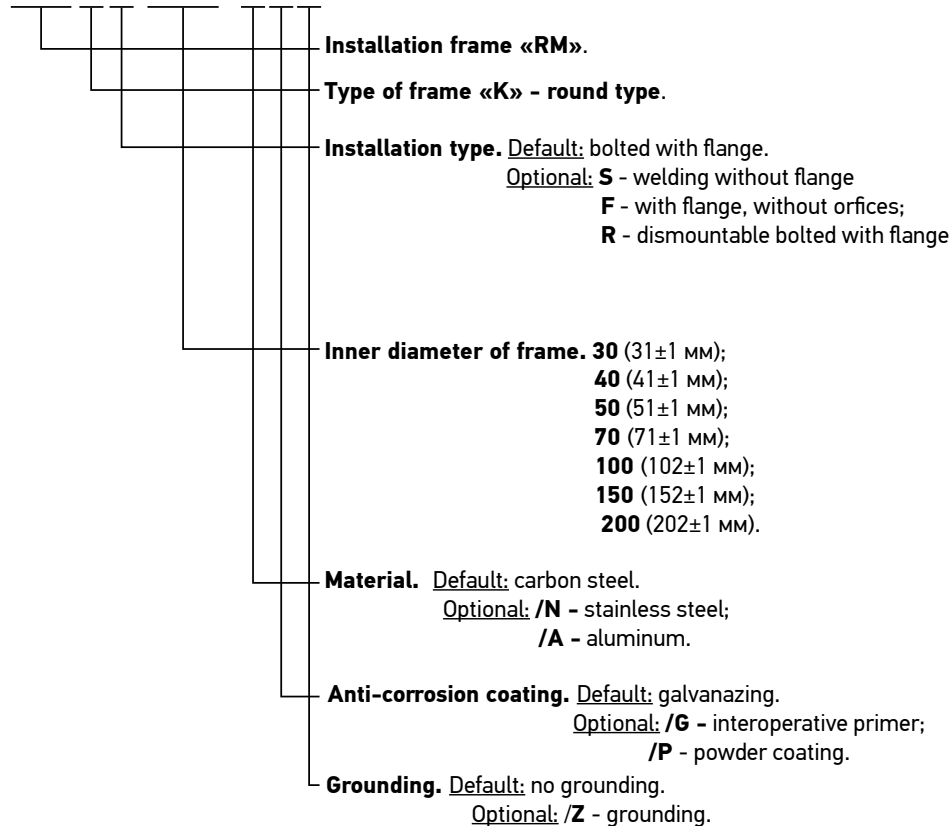 Installation frame «RM».
Type of frame «K» - round type.
Installation type. Default: bolted with flange.
Optional: S - welding without flange
F - with flange, without orfices;
R - dismountable bolted with flange
Inner diameter of frame. 30 (31±1 мм);
40 (41±1 мм);
50 (51±1 мм);
70 (71±1 мм);
100 (102±1 мм);
150 (152±1 мм);
200 (202±1 мм).
Material. Default: carbon steel.
Optional: /N - stainless steel;
/A - aluminum.
Anti-corrosion coating. Default: galvanazing.
Optional: /G - interoperative primer;
/P - powder coating.
Grounding. Default: no grounding.
Optional: /Z - grounding.